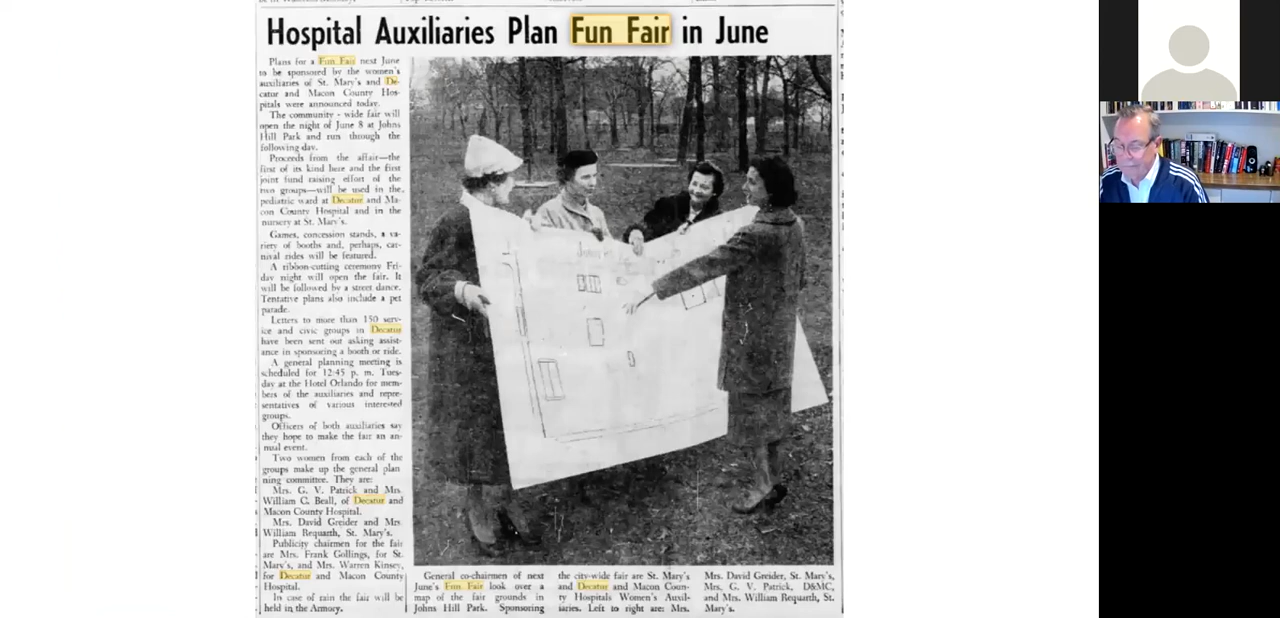 Hospital Auxiliaries Plan Fun Fair in June
Plans for a Fun Fair next June
to be sponsored by the women's
auxiliaries of St. Mary's and De-
catur and Macon County Hos-
pitals were announced today.
The community - wide fair will
open the night of June 8 at Johns
Hill Park and run through the
following day.
Proceeds from the affair—the
first of its kind here and the first
joint fund raising effort of the
two groups—will be used in the
pediatric ward at Decatur and Ma-
con County Hospital and in the
nursery at St. Mary's.
Games, concession stands, a va-
riety of booths and, perhaps, car-
nival rides will be featured.
A ribbon-cutting ceremony Fri-
day night will open the fair. It
will be followed by a street dance.
Tentative plans also include a pet
parade.
Letters to more than 150 serv-
ice and civic groups in Decatur
have been sent out asking assist-
ance in sponsoring a booth or ride.
A general planning meeting is
scheduled for 12:45 p. m. Tues-
day at the Hotel Orlando for mem-
bers of the auxiliaries and repre-
sentatives of various interested
groups.
Officers of both auxiliaries say
they hope to make the fair an an-
nual event.
Two women from each of the
groups make up the general plan
ning committee. They are:
Mrs. G. V. Patrick and Mrs.
William C. Beall, of Decatur and
Macon County Hospital.
Mrs. David Greider and Mrs.
William Requarth, St. Mary's.
Publicity chairmen for the fair
are Mrs. Frank Gollings, for St.
Mary's, and Mrs. Warren Kinsey,
for Decatur and Macon County
Hospital.
In case of rain the fair will be
held in the Armory.
General co-chairmen of next
June's Fun Fair look over a
map of the fair grounds in
Johns Hill Park. Sponsoring
the city-wide fair are St. Mary's
and Decatur and Macon Coun-
ty Hospitals Women's Auxil-
iaries. Left to right are: Mrs.
Mrs. David Greider, St. Mary's,
Mrs. G. V. Patrick, D&MC,
and Mrs. William Requarth, St.
Mary's.